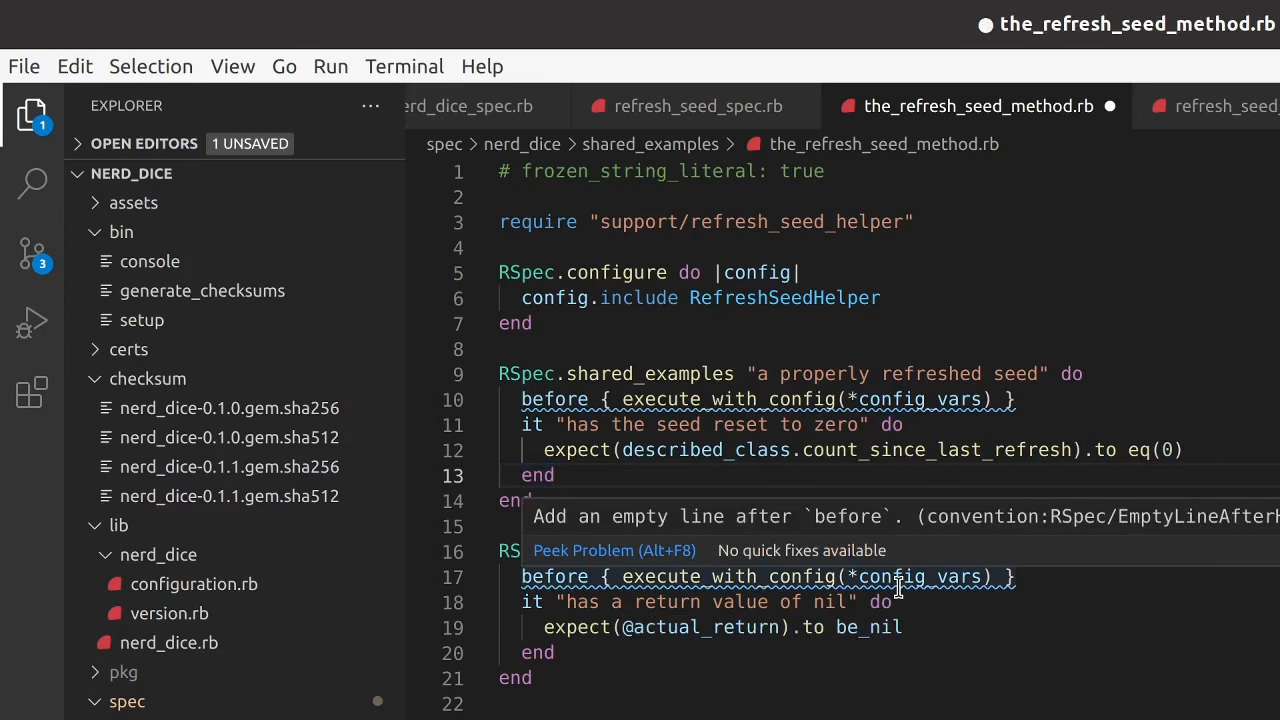 the_refresh_seed_method.rb
File Edit Selection View Go Run Terminal Help
EXPLORER
1
OPEN EDITORS 1 UNSAVED
NERD_DICE
assets
bin
console
generate_checksums
setup
certs
checksum
nerd_dice-0.1.0.gem.sha256
nerd_dice-0.1.0.gem.sha512
nerd_dice-0.1.1.gem.sha256
nerd_dice-0.1.1.gem.sha512
lib
nerd_dice
configuration.rb
version.rb
nerd_dice.rb
pkg
spec
3
erd_dice_spec.rb refresh_seed_spec.rb the_refresh_seed_method.rb refresh_seed
spec > nerd_dice > shared_examples > the_refresh_seed_method.rb
1 # frozen_string_literal: true
2
3 require "support/refresh_seed_helper"
4
5 RSpec.configure do |config|
6 config.include RefreshSeedHelper
7 end
8
9 RSpec.shared_examples "a properly refreshed seed" do
10 before { execute_with_config(*config_vars) }
11 it "has the seed reset to zero" do
12 expect(described_class.count_since_last_refresh).to eq(0)
13 end
14 end
Add an empty line after `before`. (convention:RSpec/EmptyLineAfterH
15
Peek Problem (Alt+F8) No quick fixes available
16 RS
17 before { execute_with_config(*config_vars) }
18 it "has a return value of nil" do
19 expect(@actual_return).to be_nil
20 end
21 end
22